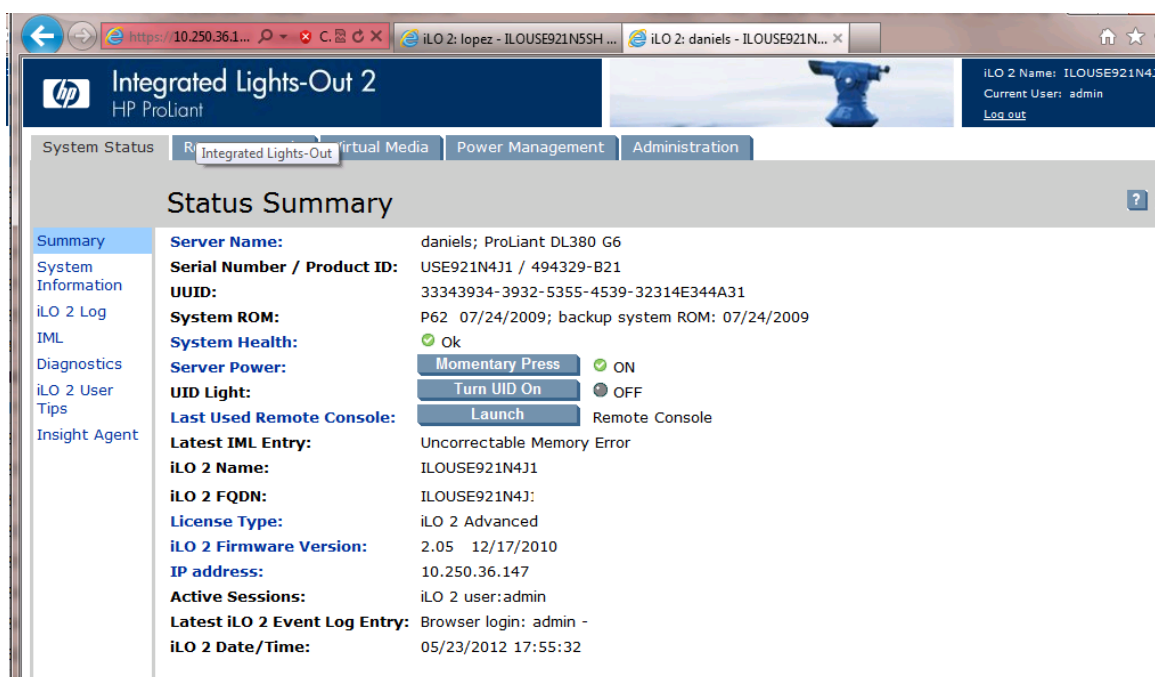 https://10.250.36.1... C. iLO 2: lopez - ILOUSE921N5SH ... iLO 2: daniels - ILOUSE921N...
hp Integrated Lights-Out 2
HP ProLiant
iLO 2 Name: ILOUSE921N4J
Current User: admin
Log out
System Status Integrated Lights-Out Virtual Media Power Management Administration
Status Summary
?
Summary
System
Information
iLO 2 Log
IML
Diagnostics
iLO 2 User
Tips
Insight Agent
Server Name: daniels; ProLiant DL380 G6
Serial Number / Product ID: USE921N4J1 / 494329-B21
UUID: 33343934-3932-5355-4539-32314E344A31
System ROM: P62 07/24/2009; backup system ROM: 07/24/2009
System Health: Ok
Server Power: Momentary Press ON
UID Light: Turn UID On OFF
Last Used Remote Console: Launch Remote Console
Latest IML Entry: Uncorrectable Memory Error
iLO 2 Name: ILOUSE921N4J1
iLO 2 FQDN: ILOUSE921N4J:
License Type: iLO 2 Advanced
iLO 2 Firmware Version: 2.05 12/17/2010
IP address: 10.250.36.147
Active Sessions: iLO 2 user:admin
Latest iLO 2 Event Log Entry: Browser login: admin -
iLO 2 Date/Time: 05/23/2012 17:55:32